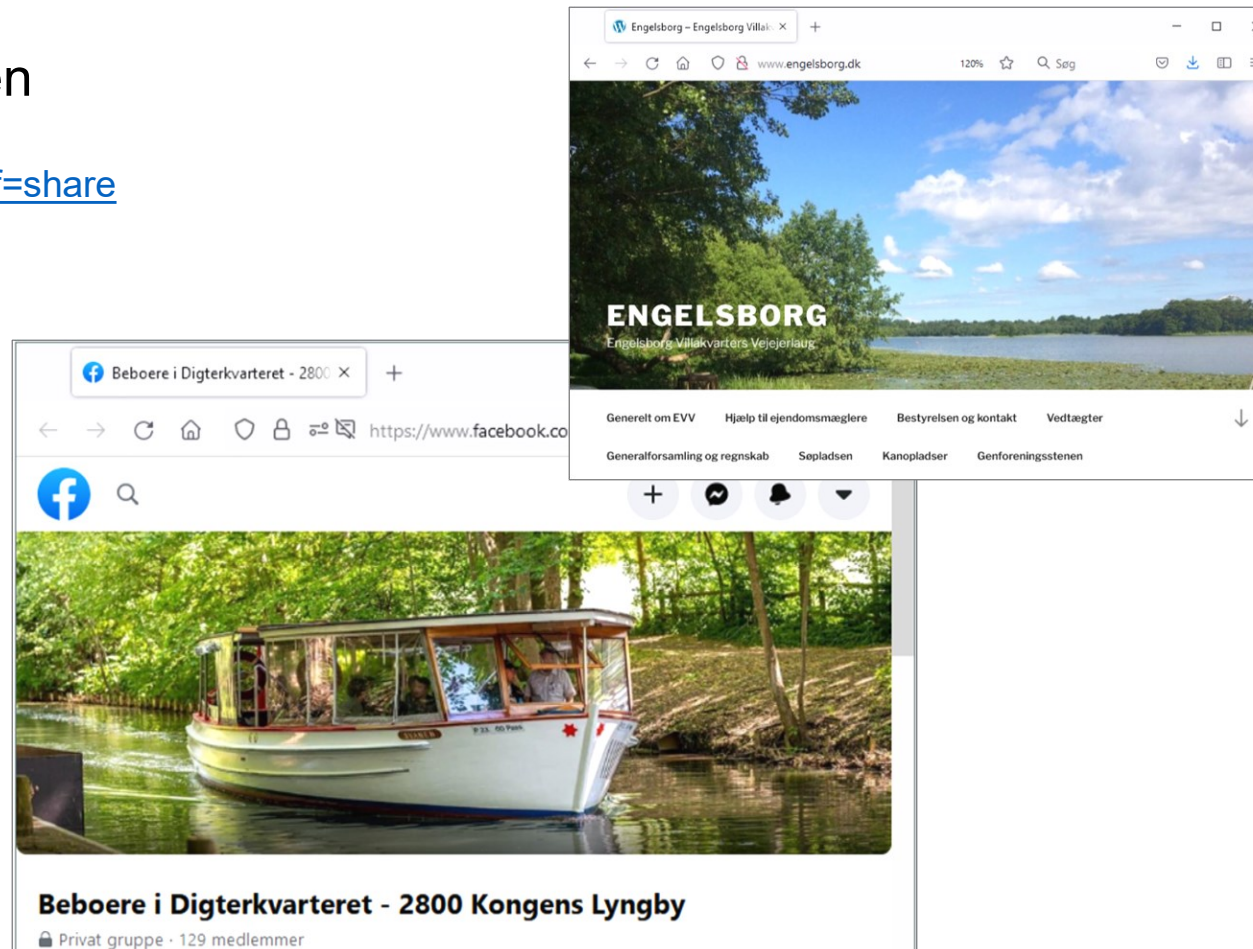 en
f=share
Engelsborg – Engelsborg Villak
www.engelsborg.dk
120%
Søg
ENGELSBORG
Engelsborg Villakvarters Vejejerlaug
Generelt om EVV Hjælp til ejendomsmæglere Bestyrelsen og kontakt Vedtægter
Generalforsamling og regnskab Søpladsen Kanopladser Genforeningsstenen
Beboere i Digterkvarteret - 2800
https://www.facebook.co
Beboere i Digterkvarteret - 2800 Kongens Lyngby
Privat gruppe · 129 medlemmer